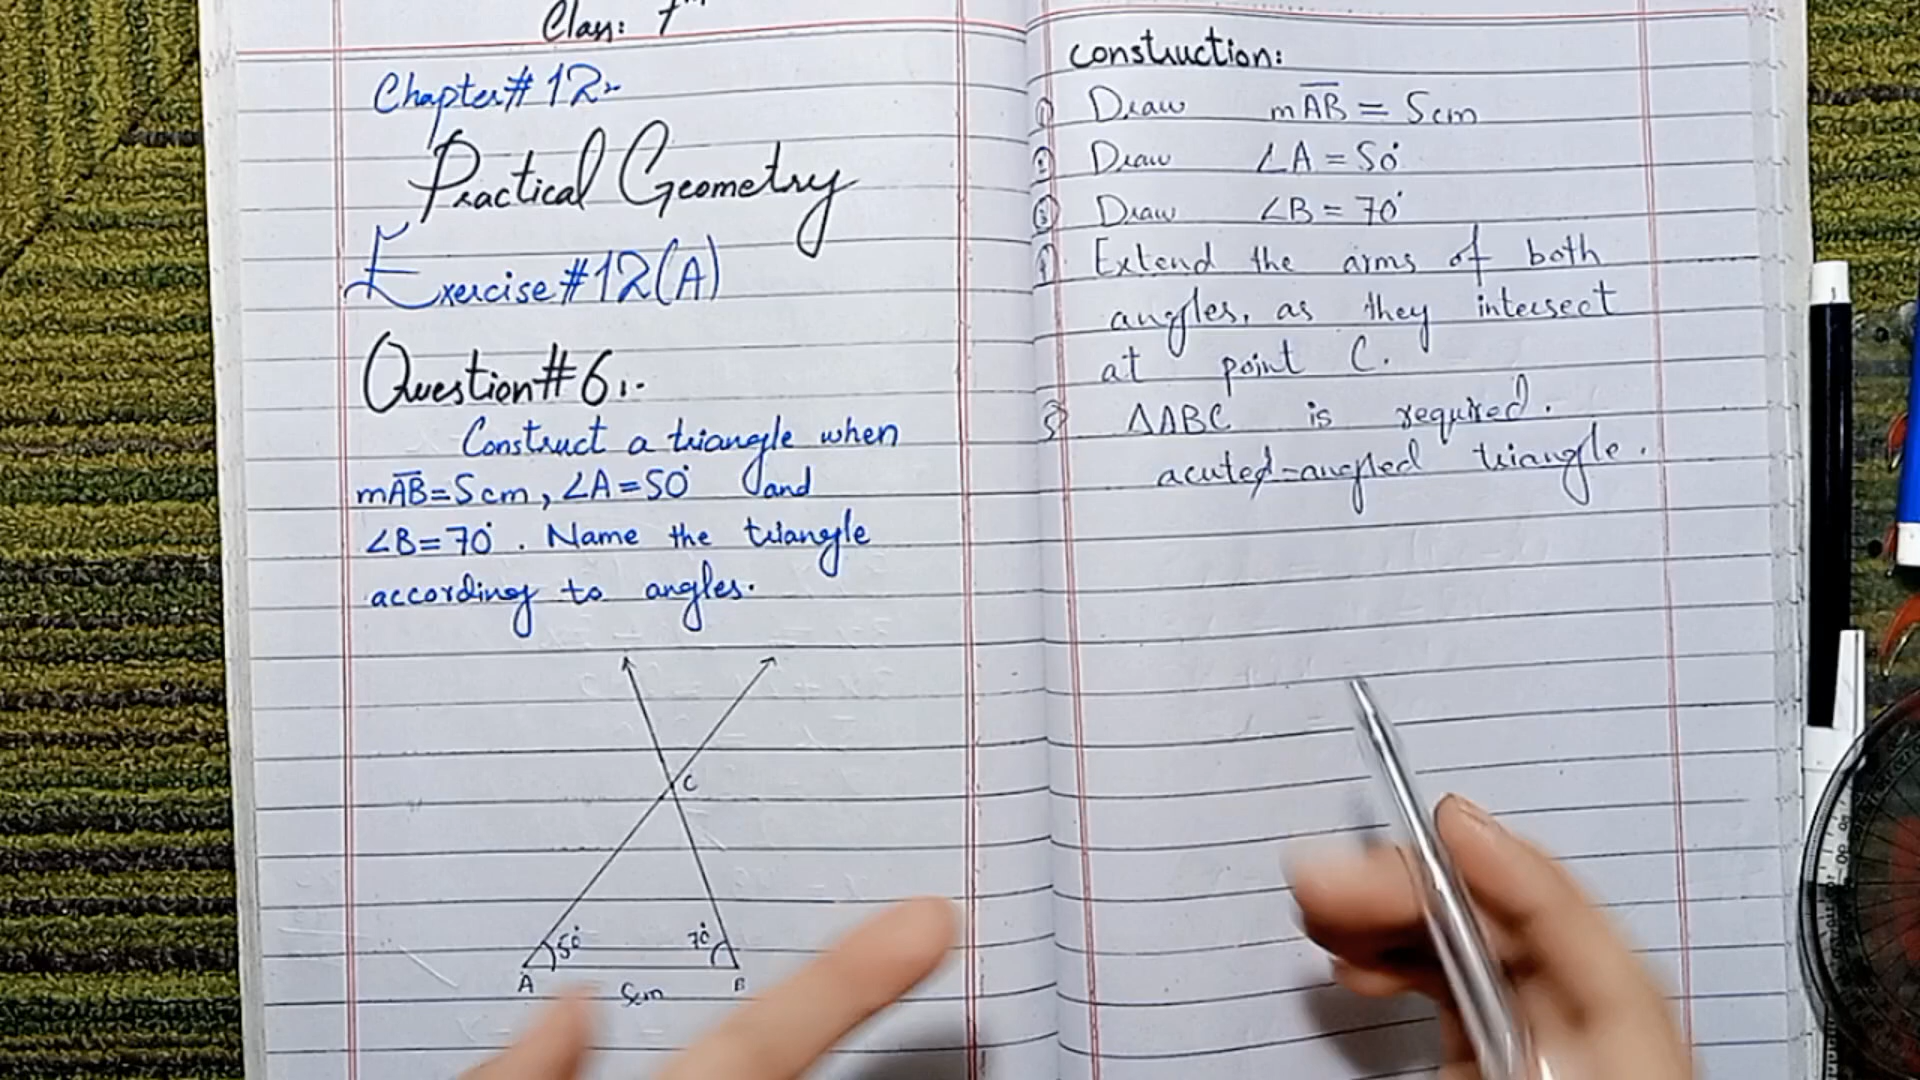 Class: 7th
Chapter# 12:-
Practical Geometry
Exercise#12(A)
Question#6:-
Construct a triangle when
mAB=5cm, ∠A=50° and
∠B=70°. Name the triangle
according to angles.
C
50° 70°
A B
5cm
construction:
① Draw mAB = 5cm
② Draw ∠A = 50°
③ Draw ∠B = 70°
④ Extend the arms of both
angles, as they intersect
at point C.
⑤ △ABC is required.
acuted-angled triangle.